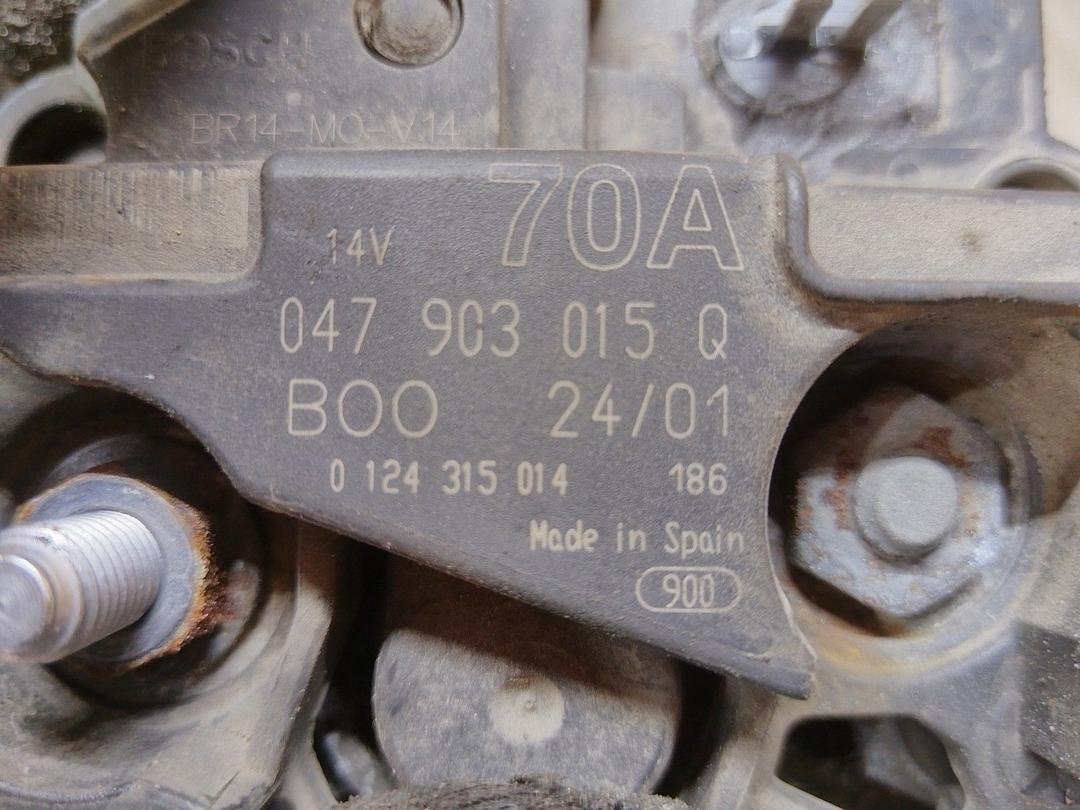 BOSCH
BR14-MO-V14
70A
14V
047 903 015 Q
BOO 24/01
0 124 315 014 186
Made in Spain
900